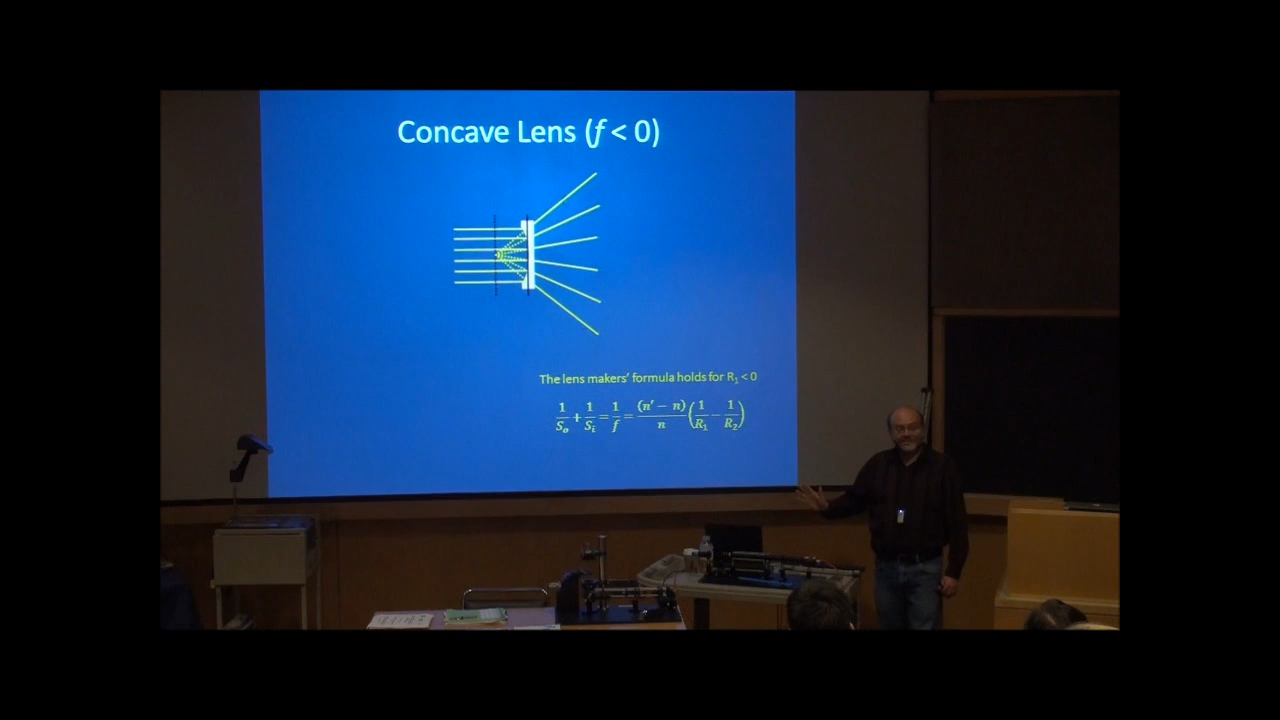 Concave Lens (f < 0)
The lens makers' formula holds for R₁ < 0
1/Sₒ + 1/Sᵢ = 1/f = (n′ − n)/n (1/R₁ − 1/R₂)